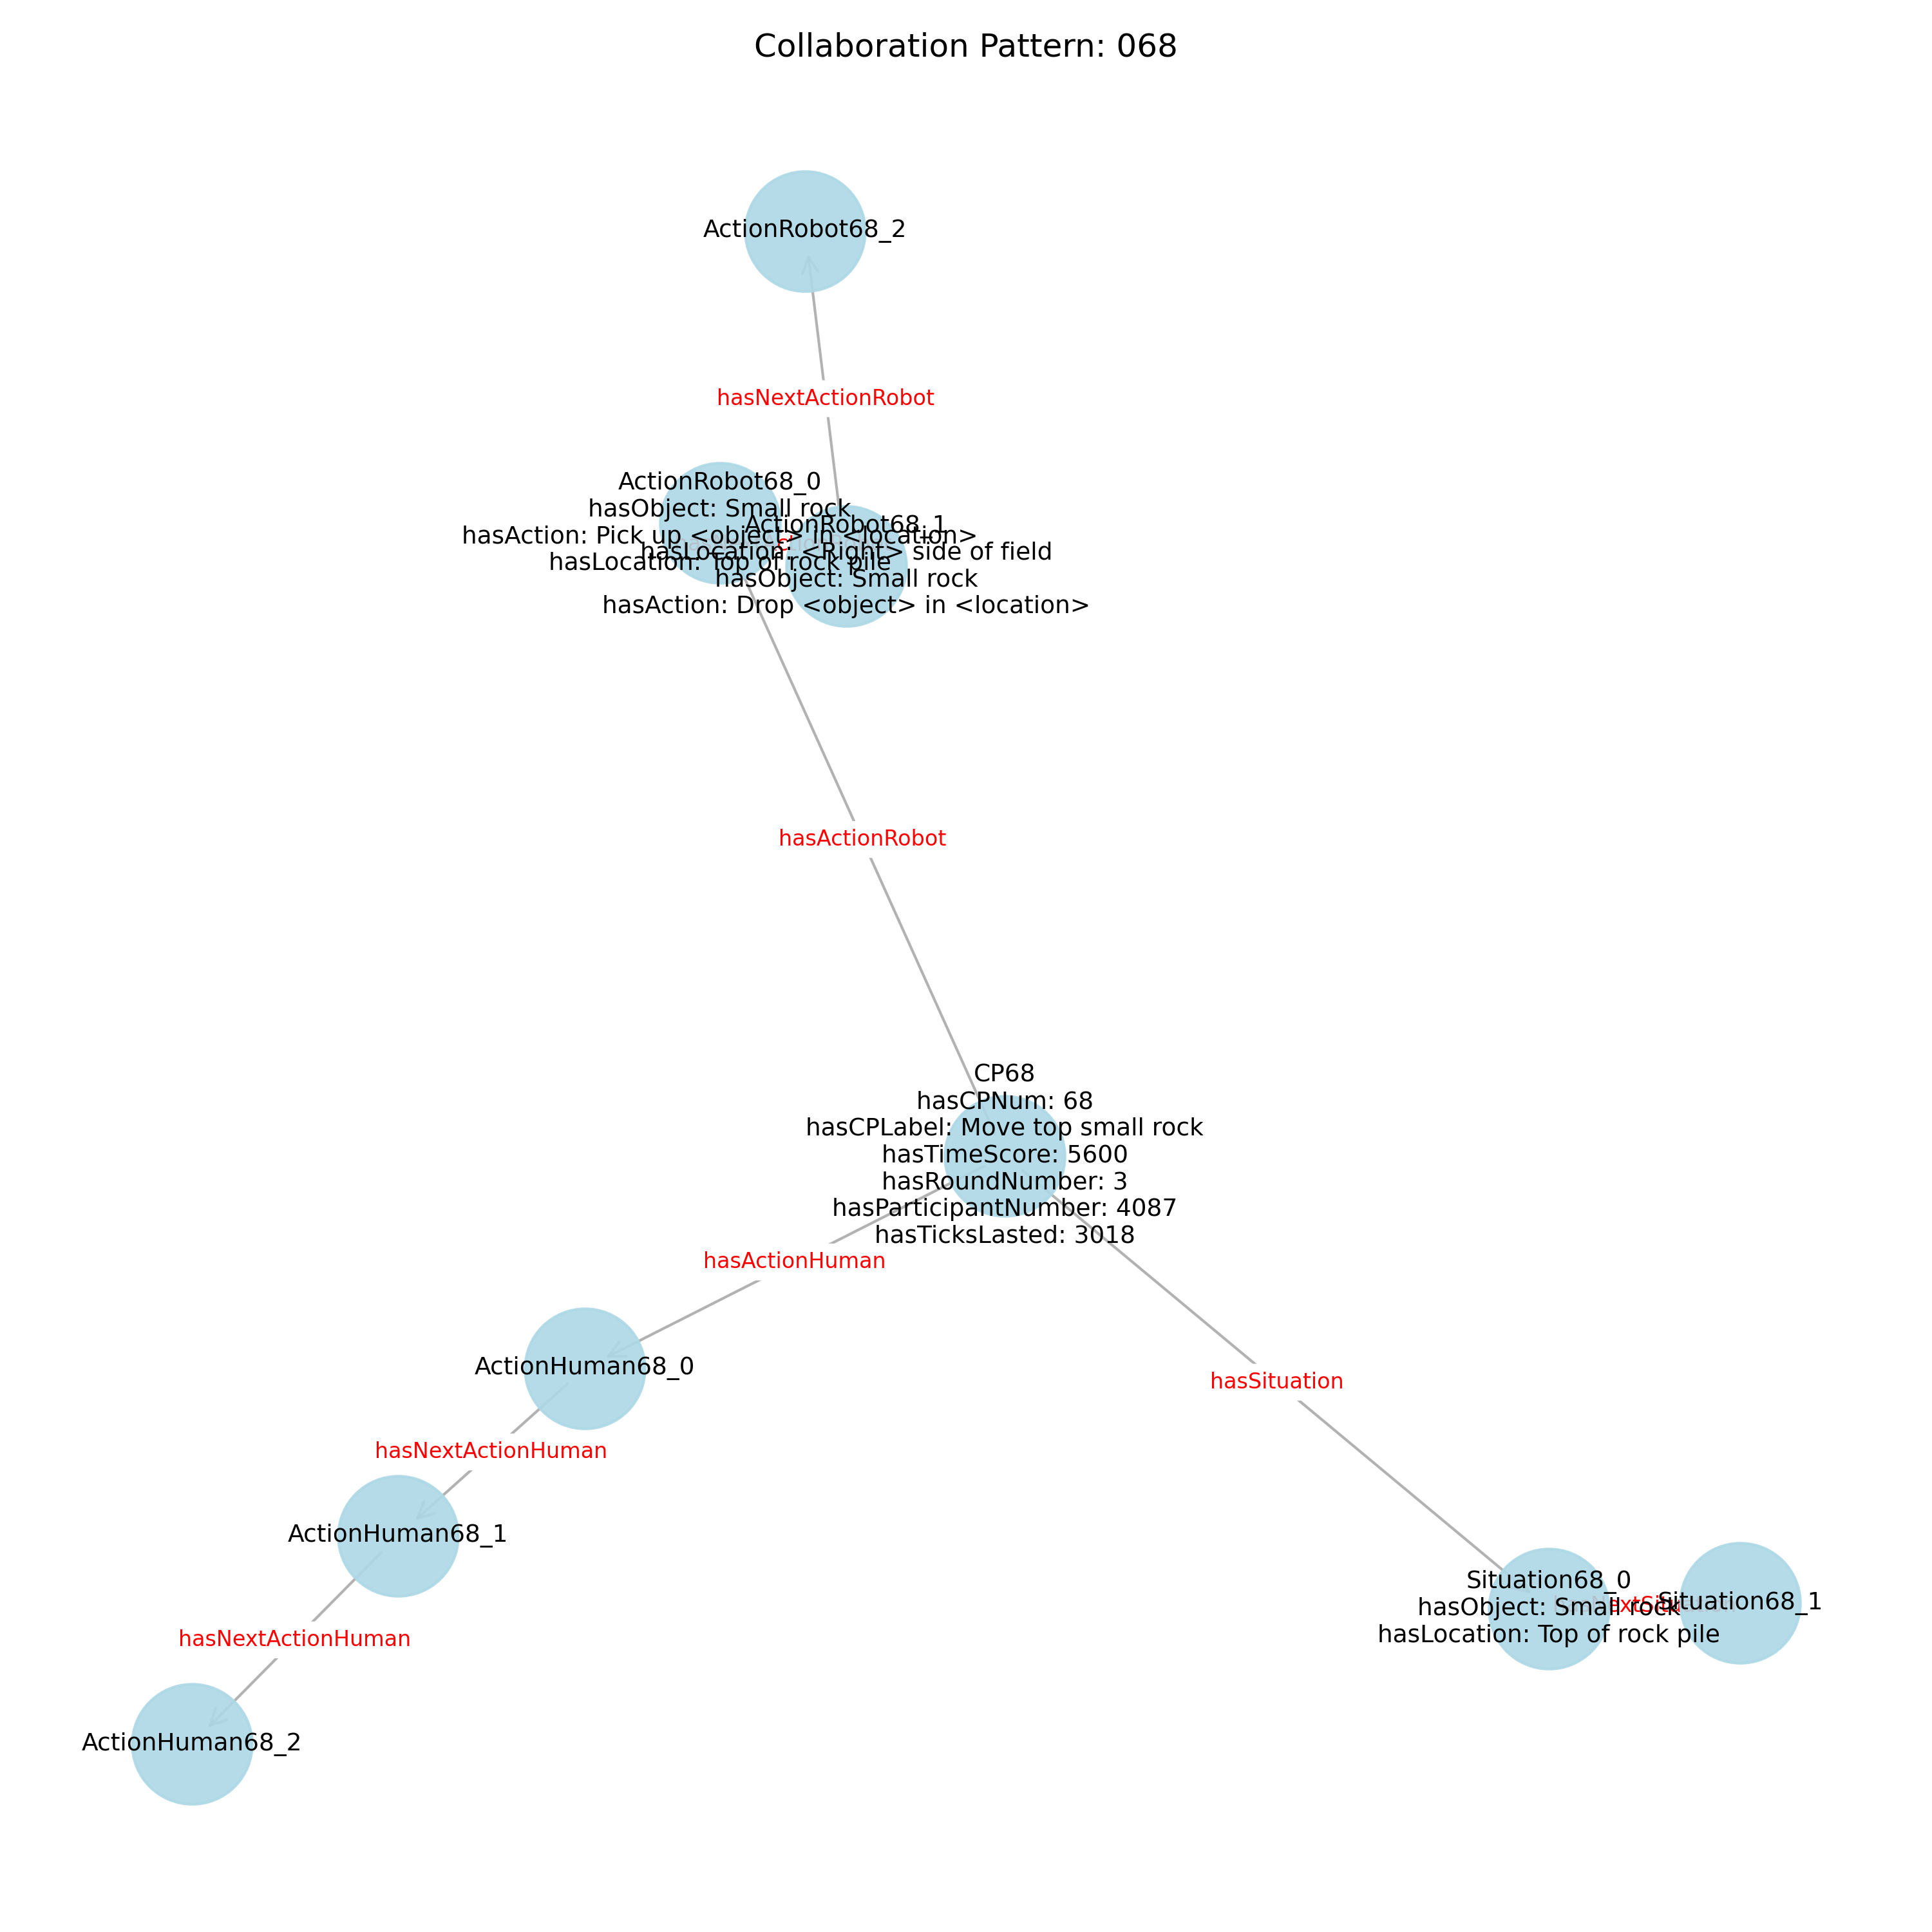 Collaboration Pattern: 068
ActionRobot68_2
hasNextActionRobot
ActionRobot68_0
hasObject: Small rock
hasAction: Pick up <object> in <location>
hasLocation: Top of rock pile
ActionRobot68_1
hasLocation: <Right> side of field
hasObject: Small rock
hasAction: Drop <object> in <location>
hasActionRobot
CP68
hasCPNum: 68
hasCPLabel: Move top small rock
hasTimeScore: 5600
hasRoundNumber: 3
hasParticipantNumber: 4087
hasTicksLasted: 3018
hasActionHuman
ActionHuman68_0
hasSituation
hasNextActionHuman
ActionHuman68_1
Situation68_0
hasObject: Small rock
hasLocation: Top of rock pile
Situation68_1
hasNextActionHuman
ActionHuman68_2